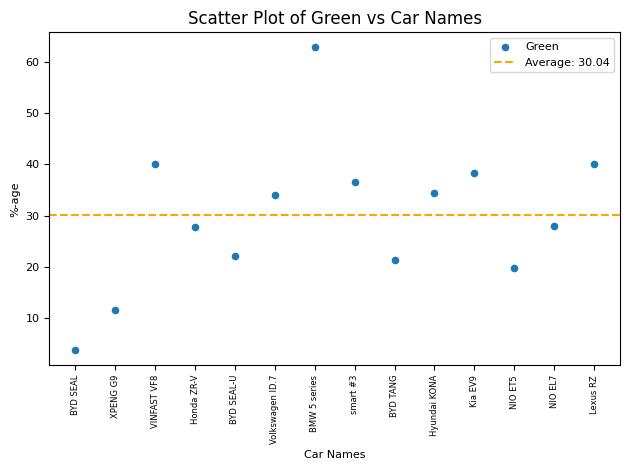 Scatter Plot of Green vs Car Names
Green
Average: 30.04
%-age
60
50
40
30
20
10
BYD SEAL
XPENG G9
VINFAST VF8
Honda ZR-V
BYD SEAL-U
Volkswagen ID.7
BMW 5 series
smart #3
BYD TANG
Hyundai KONA
Kia EV9
NIO ET5
NIO EL7
Lexus RZ
Car Names